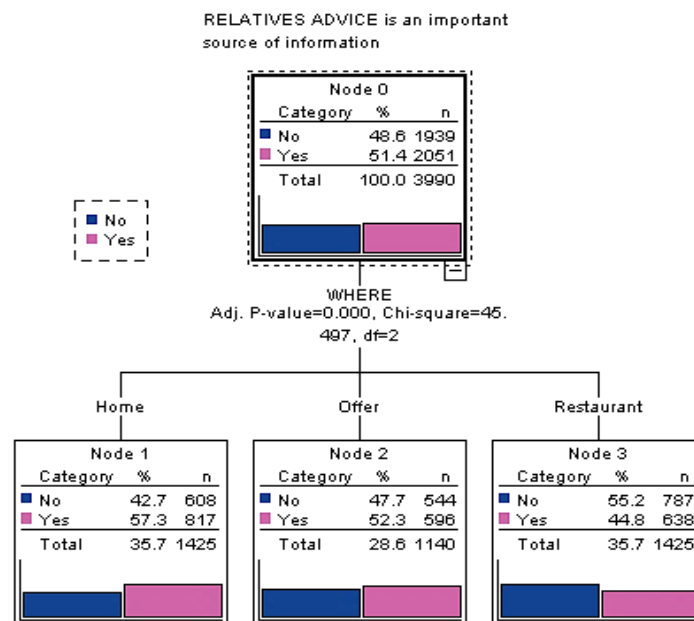 RELATIVES ADVICE is an important
source of information
Node 0
Category % n
No 48.6 1939
Yes 51.4 2051
Total 100.0 3990
No
Yes
WHERE
Adj. P-value=0.000, Chi-square=45.
497, df=2
Home Offer Restaurant
Node 1
Category % n
No 42.7 608
Yes 57.3 817
Total 35.7 1425
Node 2
Category % n
No 47.7 544
Yes 52.3 596
Total 28.6 1140
Node 3
Category % n
No 55.2 787
Yes 44.8 638
Total 35.7 1425